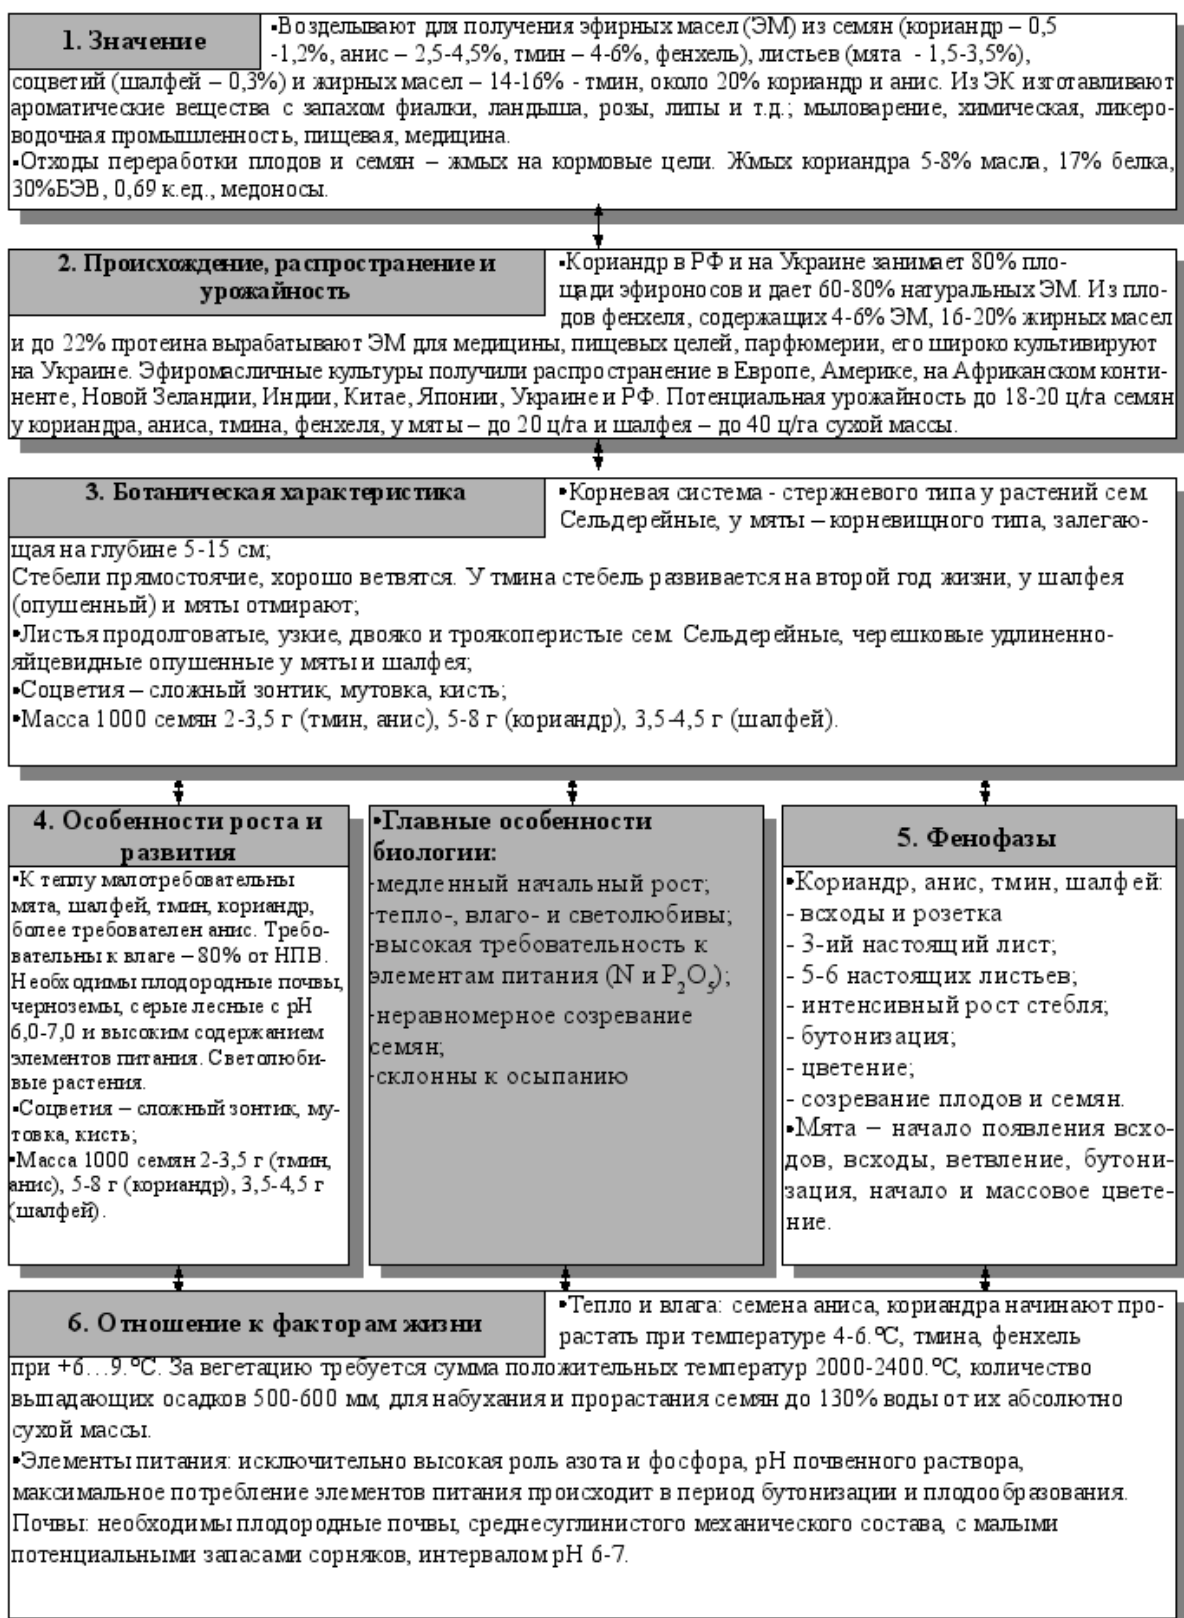 1. Значение
▪Возделывают для получения эфирных масел (ЭМ) из семян (кориандр – 0,5
-1,2%, анис – 2,5-4,5%, тмин – 4-6%, фенхель), листьев (мята - 1,5-3,5%),
соцветий (шалфей – 0,3%) и жирных масел – 14-16% - тмин, около 20% кориандр и анис. Из ЭК изготавливают
ароматические вещества с запахом фиалки, ландыша, розы, липы и т.д.; мыловарение, химическая, ликеро-
водочная промышленность, пищевая, медицина.
▪Отходы переработки плодов и семян – жмых на кормовые цели. Жмых кориандра 5-8% масла, 17% белка,
30%БЭВ, 0,69 к.ед., медоносы.
2. Происхождение, распространение и
урожайность
▪Кориандр в РФ и на Украине занимает 80% пло-
щади эфироносов и дает 60-80% натуральных ЭМ. Из пло-
дов фенхеля, содержащих 4-6% ЭМ, 16-20% жирных масел
и до 22% протеина вырабатывают ЭМ для медицины, пищевых целей, парфюмерии, его широко культивируют
на Украине. Эфиромасличные культуры получили распространение в Европе, Америке, на Африканском конти-
ненте, Новой Зеландии, Индии, Китае, Японии, Украине и РФ. Потенциальная урожайность до 18-20 ц/га семян
у кориандра, аниса, тмина, фенхеля, у мяты – до 20 ц/га и шалфея – до 40 ц/га сухой массы.
3. Ботаническая характеристика
▪Корневая система - стержневого типа у растений сем.
Сельдерейные, у мяты – корневищного типа, залегаю-
щая на глубине 5-15 см;
Стебели прямостоячие, хорошо ветвятся. У тмина стебель развивается на второй год жизни, у шалфея
(опушенный) и мяты отмирают;
▪Листья продолговатые, узкие, двояко и троякоперистые сем. Сельдерейные, черешковые удлиненно-
яйцевидные опушенные у мяты и шалфея;
▪Соцветия – сложный зонтик, мутовка, кисть;
▪Масса 1000 семян 2-3,5 г (тмин, анис), 5-8 г (кориандр), 3,5-4,5 г (шалфей).
4. Особенности роста и
развития
▪К теплу малотребовательны
мята, шалфей, тмин, кориандр,
более требователен анис. Требо-
вательны к влаге – 80% от НПВ.
Необходимы плодородные почвы,
черноземы, серые лесные с рН
6,0-7,0 и высоким содержанием
элементов питания. Светолюби-
вые растения.
▪Соцветия – сложный зонтик, му-
товка, кисть;
▪Масса 1000 семян 2-3,5 г (тмин,
анис), 5-8 г (кориандр), 3,5-4,5 г
(шалфей).
▪Главные особенности
биологии:
-медленный начальный рост;
-тепло-, влаго- и светолюбивы;
-высокая требовательность к
элементам питания (N и P₂O₅);
-неравномерное созревание
семян;
-склонны к осыпанию
5. Фенофазы
▪Кориандр, анис, тмин, шалфей:
- всходы и розетка
- 3-ий настоящий лист;
- 5-6 настоящих листьев;
- интенсивный рост стебля;
- бутонизация;
- цветение;
- созревание плодов и семян.
▪Мята – начало появления всхо-
дов, всходы, ветвление, бутони-
зация, начало и массовое цвете-
ние.
6. Отношение к факторам жизни
▪Тепло и влага: семена аниса, кориандра начинают про-
растать при температуре 4-6.ºС, тмина, фенхель
при +6…9.ºС. За вегетацию требуется сумма положительных температур 2000-2400.ºС, количество
выпадающих осадков 500-600 мм, для набухания и прорастания семян до 130% воды от их абсолютно
сухой массы.
▪Элементы питания: исключительно высокая роль азота и фосфора, рН почвенного раствора,
максимальное потребление элементов питания происходит в период бутонизации и плодообразования.
Почвы: необходимы плодородные почвы, среднесуглинистого механического состава, с малыми
потенциальными запасами сорняков, интервалом рН 6-7.